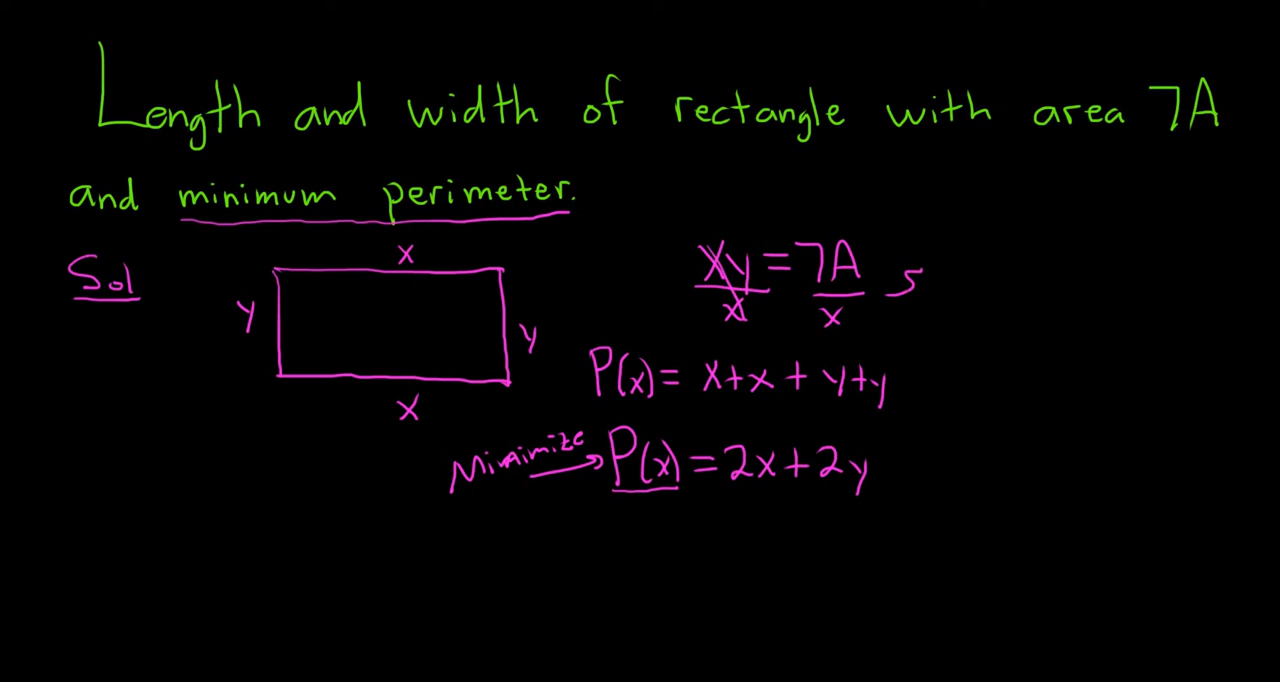 Length and width of rectangle with area 7A
and minimum perimeter.
Sol
x
y
y
x
xy/x = 7A/x
P(x) = x+x + y+y
Minimize P(x) = 2x+2y